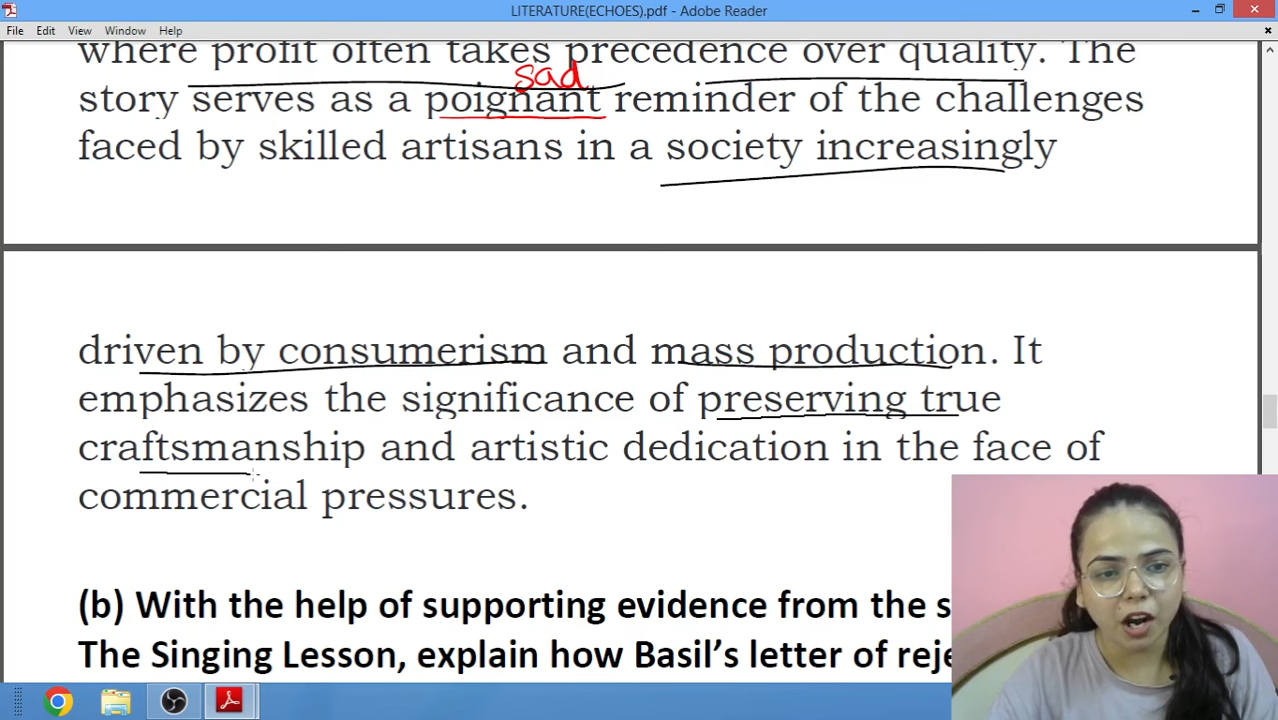 LITERATURE(ECHOES).pdf - Adobe Reader
File Edit View Window Help
where profit often takes precedence over quality. The
sad
story serves as a poignant reminder of the challenges
faced by skilled artisans in a society increasingly
driven by consumerism and mass production. It
emphasizes the significance of preserving true
craftsmanship and artistic dedication in the face of
commercial pressures.
(b) With the help of supporting evidence from the s
The Singing Lesson, explain how Basil's letter of reje